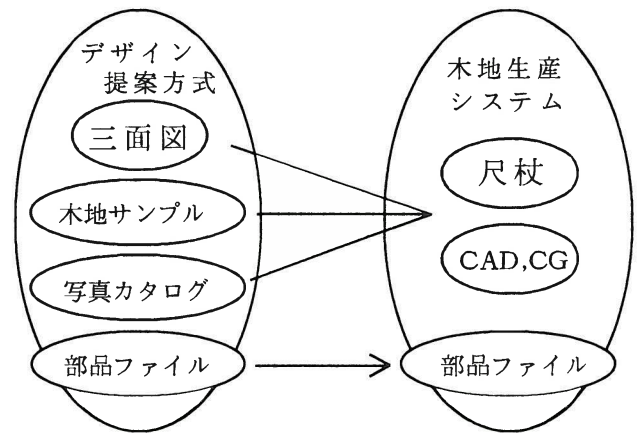 デザイン
提案方式
三面図
木地サンプル
写真カタログ
部品ファイル
木地生産
システム
尺杖
CAD,CG
部品ファイル